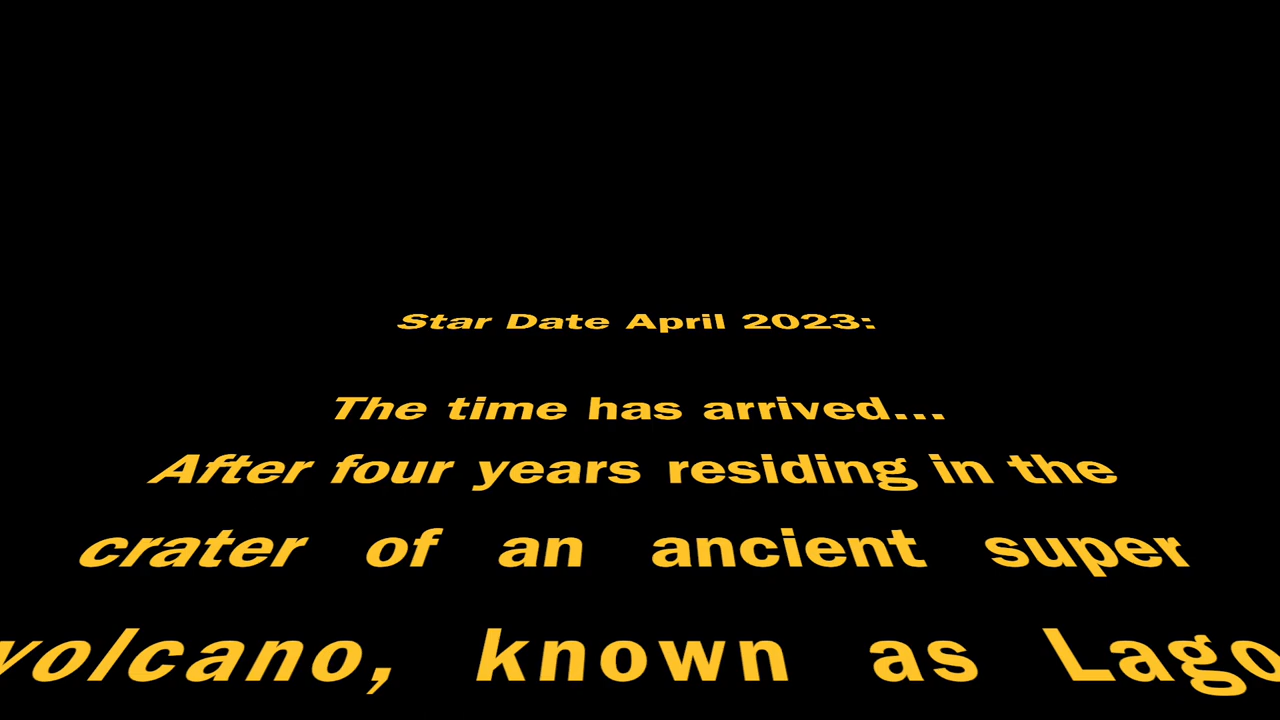 Star Date April 2023:
The time has arrived...
After four years residing in the
crater of an ancient super
volcano, known as Lago